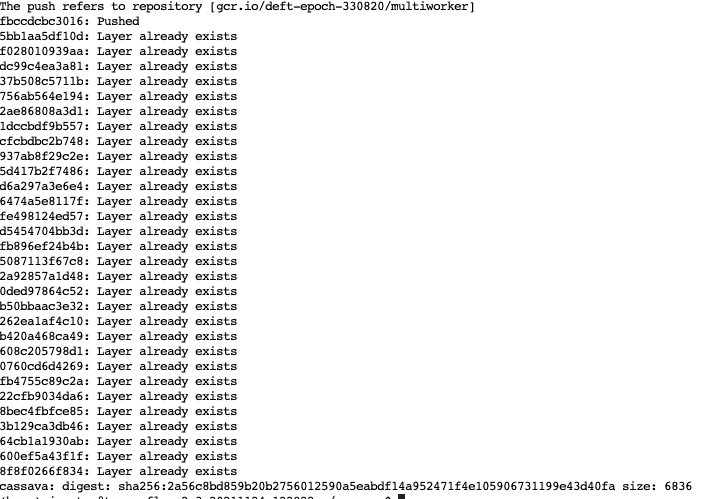 The push refers to repository [gcr.io/deft-epoch-330820/multiworker]
fbccdcbc3016: Pushed
5bb1aa5df10d: Layer already exists
f028010939aa: Layer already exists
dc99c4ea3a81: Layer already exists
37b508c5711b: Layer already exists
756ab564e194: Layer already exists
2ae86808a3d1: Layer already exists
1dccbdf9b557: Layer already exists
cfcbdbc2b748: Layer already exists
937ab8f29c2e: Layer already exists
5d417b2f7486: Layer already exists
d6a297a3e6e4: Layer already exists
6474a5e8117f: Layer already exists
fe498124ed57: Layer already exists
d5454704bb3d: Layer already exists
fb896ef24b4b: Layer already exists
5087113f67c8: Layer already exists
2a92857a1d48: Layer already exists
0ded97864c52: Layer already exists
b50bbaac3e32: Layer already exists
262ea1af4c10: Layer already exists
b420a468ca49: Layer already exists
608c205798d1: Layer already exists
0760cd6d4269: Layer already exists
fb4755c89c2a: Layer already exists
22cfb9034da6: Layer already exists
8bec4fbfce85: Layer already exists
3b129ca3db46: Layer already exists
64cb1a1930ab: Layer already exists
600ef5a43f1f: Layer already exists
8f8f0266f834: Layer already exists
cassava: digest: sha256:2a56c8bd859b20b2756012590a5eabdf14a952471f4e105906731199e43d40fa size: 6836